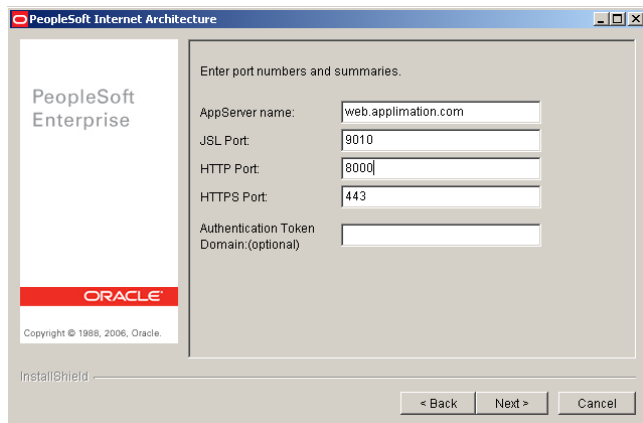 PeopleSoft Internet Architecture
PeopleSoft
Enterprise
ORACLE
Copyright © 1988, 2006, Oracle.
Enter port numbers and summaries.
AppServer name: web.applimation.com
JSL Port: 9010
HTTP Port: 8000
HTTPS Port: 443
Authentication Token
Domain:(optional)
InstallShield
< Back Next > Cancel